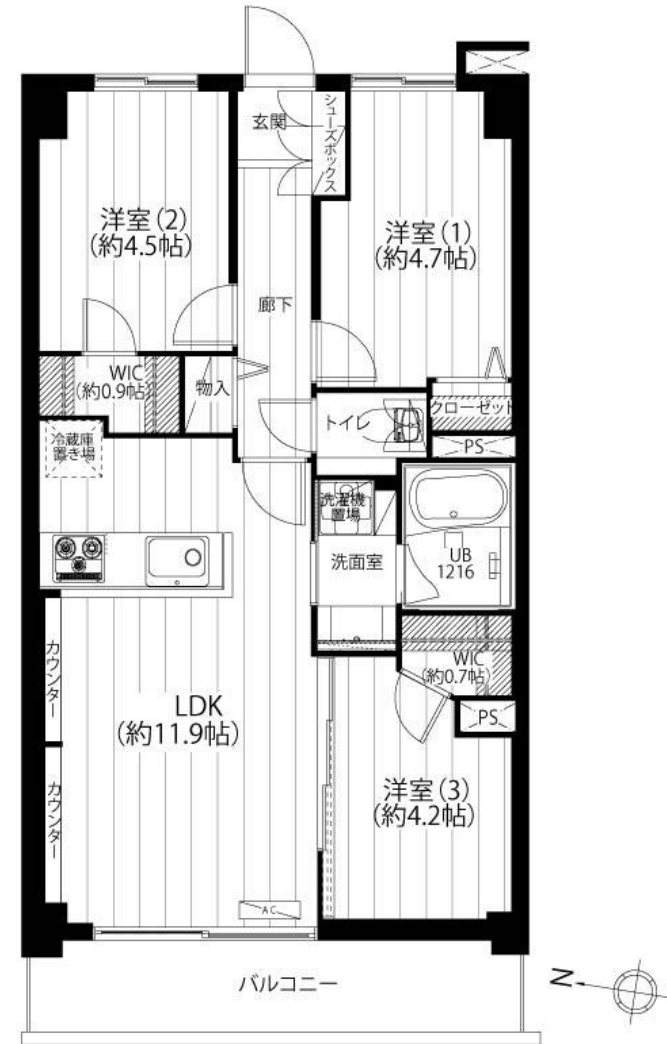 玄関
シューズボックス
洋室(2)
(約4.5帖)
洋室(1)
(約4.7帖)
廊下
WIC
(約0.9帖)
物入
トイレ
クローゼット
PS
冷蔵庫
置き場
洗濯機
置場
洗面室
UB
1216
カウンター
LDK
(約11.9帖)
WIC
(約0.7帖)
PS
洋室(3)
(約4.2帖)
カウンター
AC
バルコニー
N